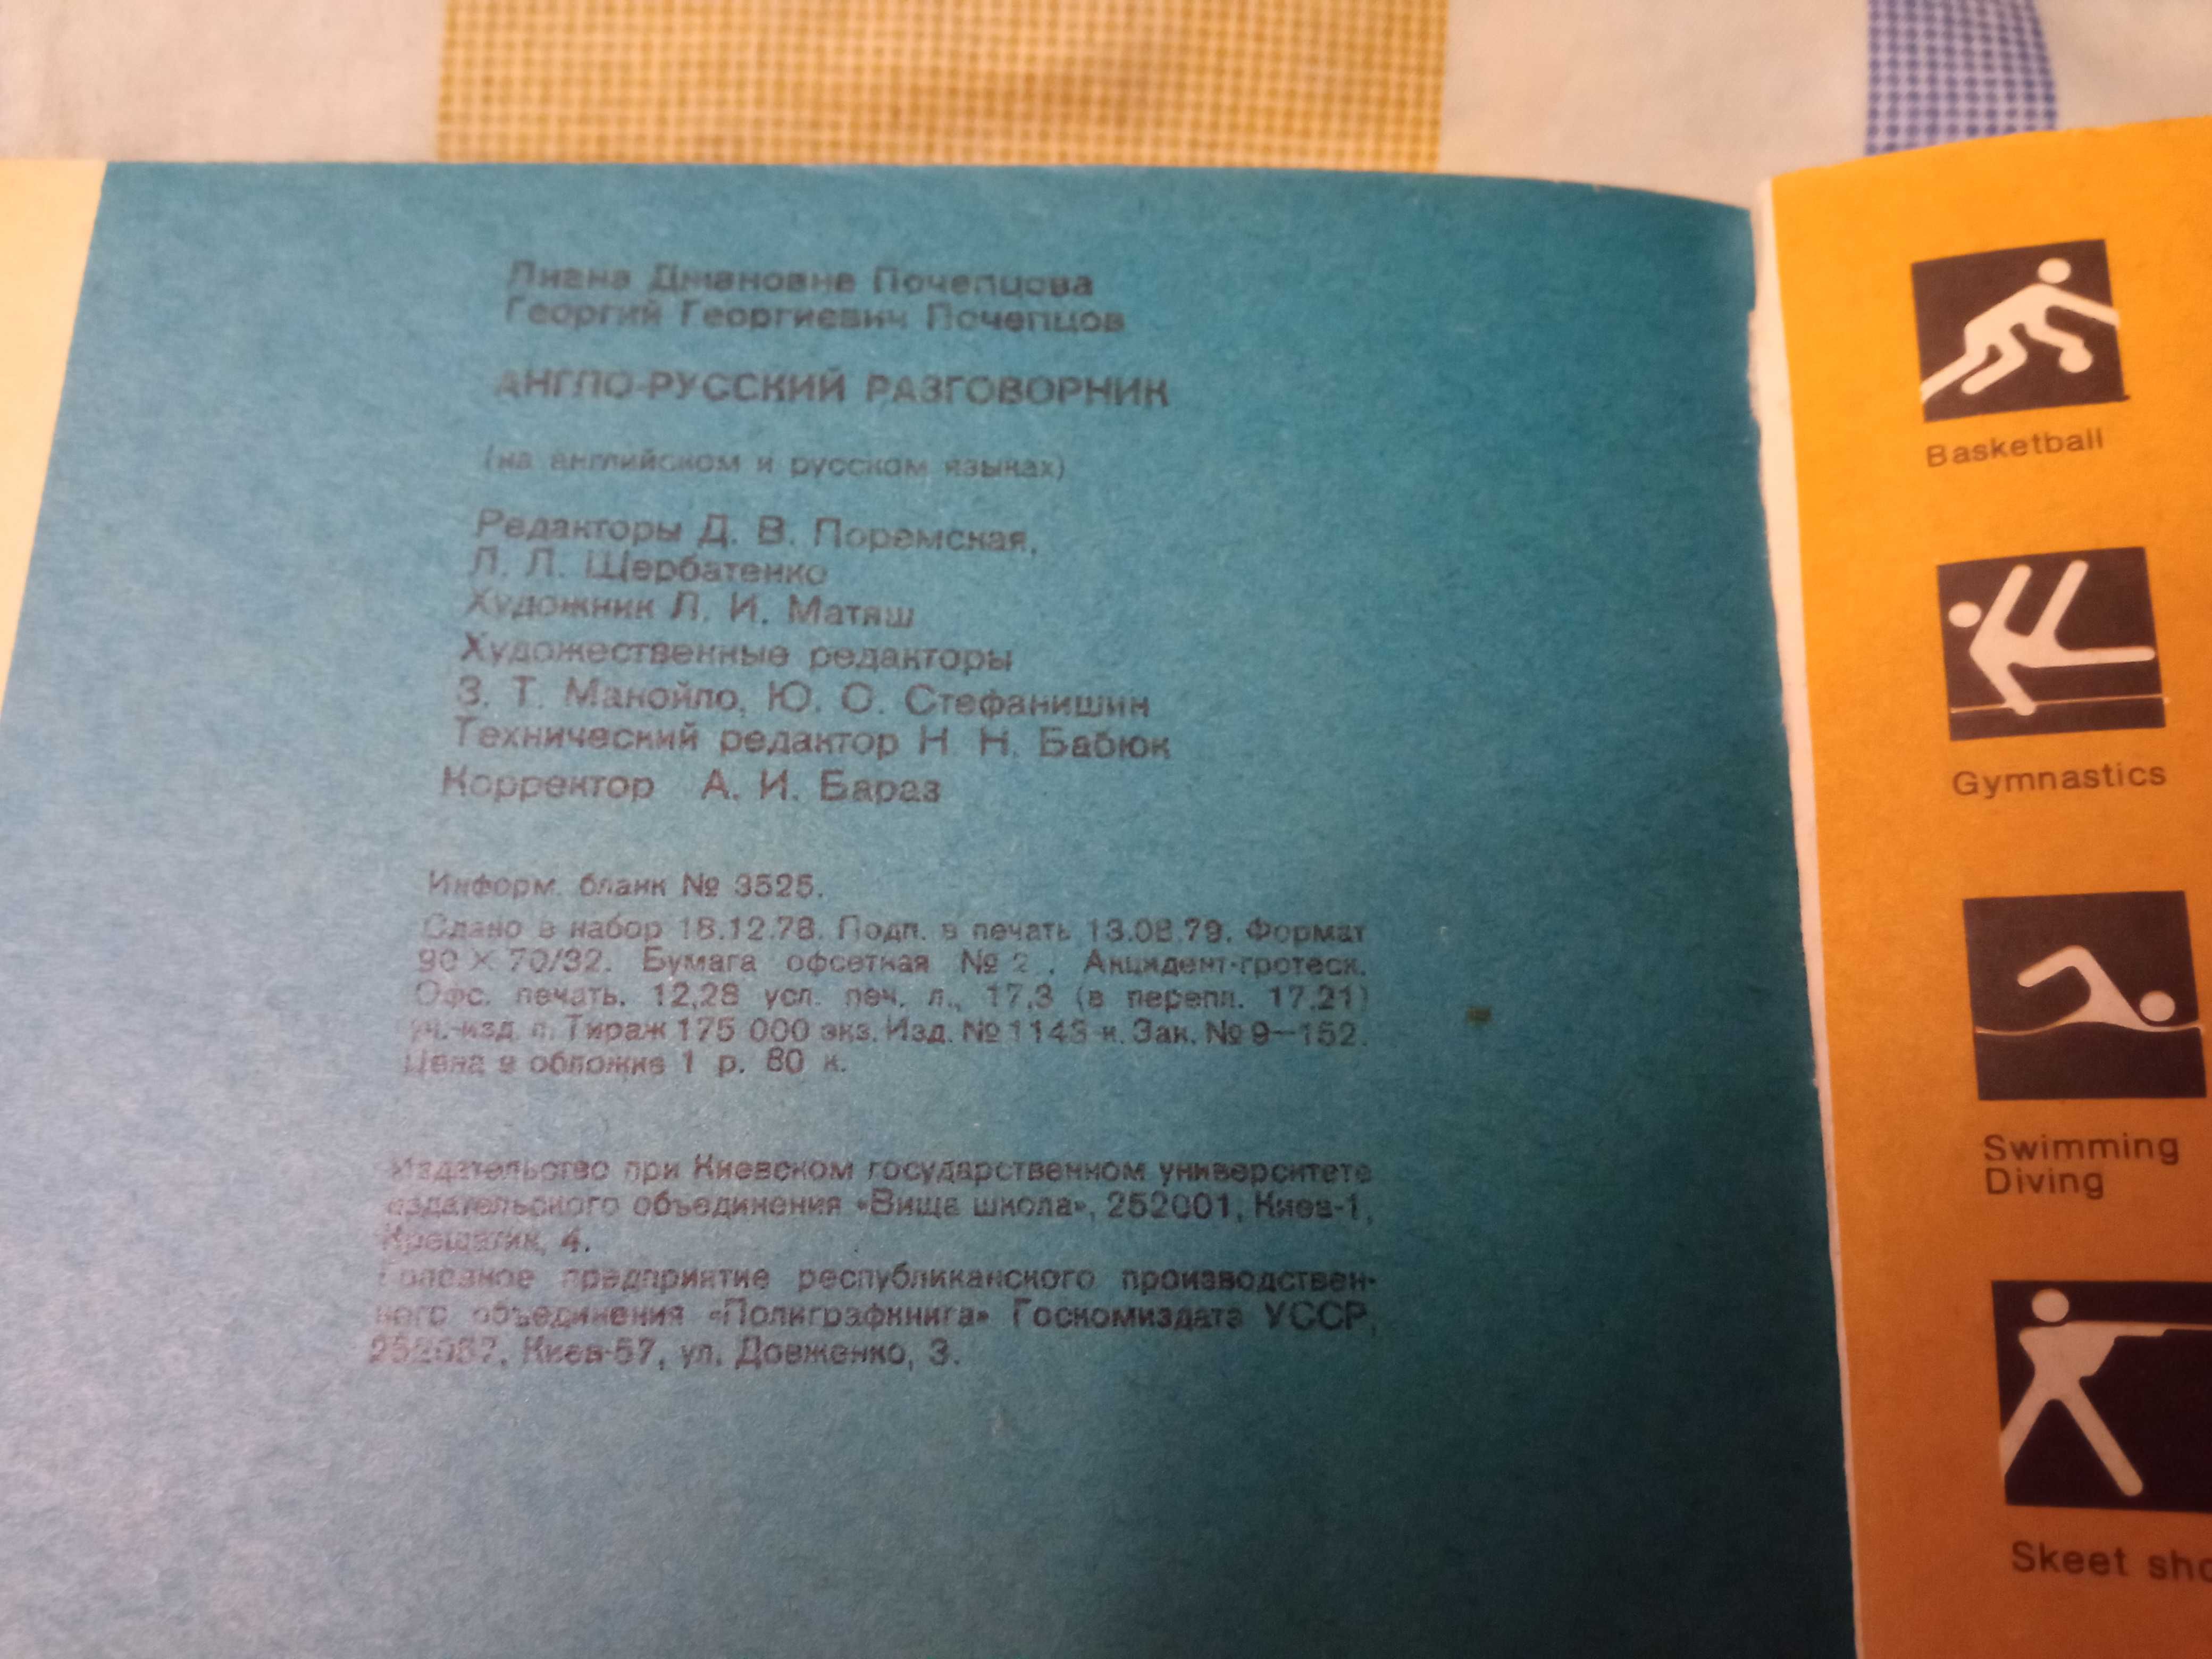 Лиана Джановна Почепцова
Георгий Георгиевич Почепцов
АНГЛО-РУССКИЙ РАЗГОВОРНИК
(на английском и русском языках)
Редакторы Д. В. Поремская,
Л. Л. Щербатенко
Художник Л. И. Матяш
Художественные редакторы
З. Т. Манойло, Ю. О. Стефанишин
Технический редактор Н. Н. Бабюк
Корректор А. И. Бараз
Информ. бланк № 3525.
Сдано в набор 18.12.78. Подп. в печать 13.08.79. Формат
90 × 70/32. Бумага офсетная № 2. Акцидент-гротеск.
Офс. печать. 12,28 усл. печ. л., 17,3 (в перепл. 17,21)
уч.-изд. л. Тираж 175 000 экз. Изд. № 1143-к. Зак. № 9—152.
Цена в обложке 1 р. 80 к.
Издательство при Киевском государственном университете
издательского объединения «Вища школа», 252001, Киев-1,
Крещатик, 4.
Головное предприятие республиканского производствен-
ного объединения «Полиграфкнига» Госкомиздата УССР,
252057, Киев-57, ул. Довженко, 3.
Basketball
Gymnastics
Swimming
Diving
Skeet sho